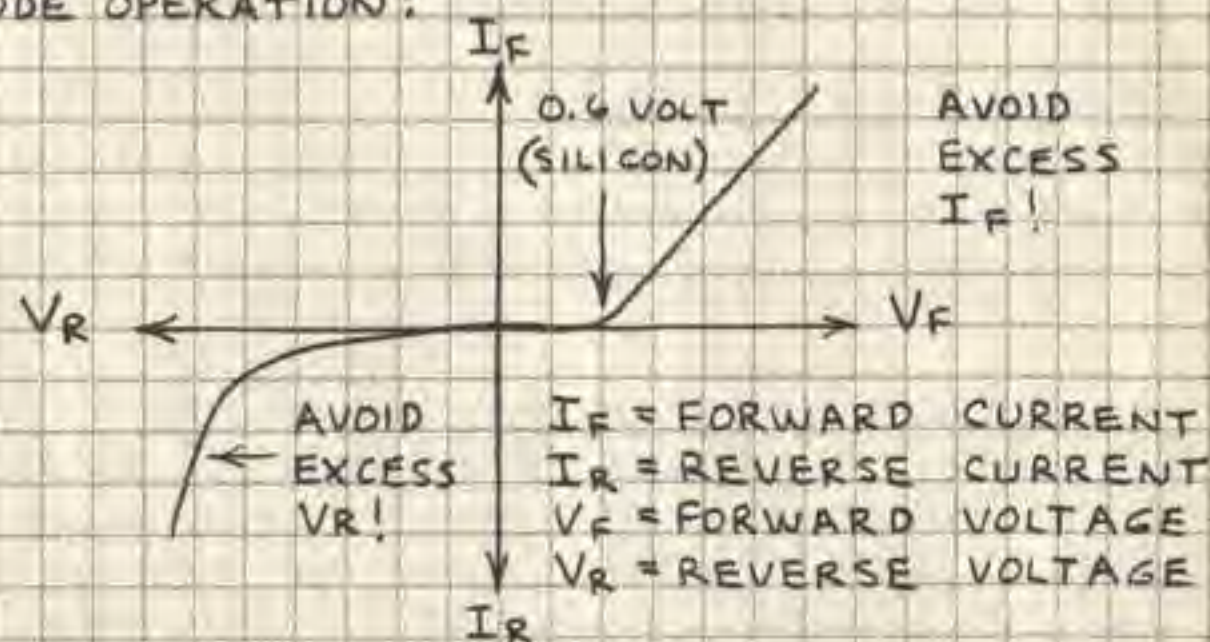 ODE OPERATION:
IF
0.6 VOLT
(SILICON)
AVOID
EXCESS
IF!
VR
VF
AVOID
EXCESS
VR!
IF = FORWARD CURRENT
IR = REVERSE CURRENT
VF = FORWARD VOLTAGE
VR = REVERSE VOLTAGE
IR